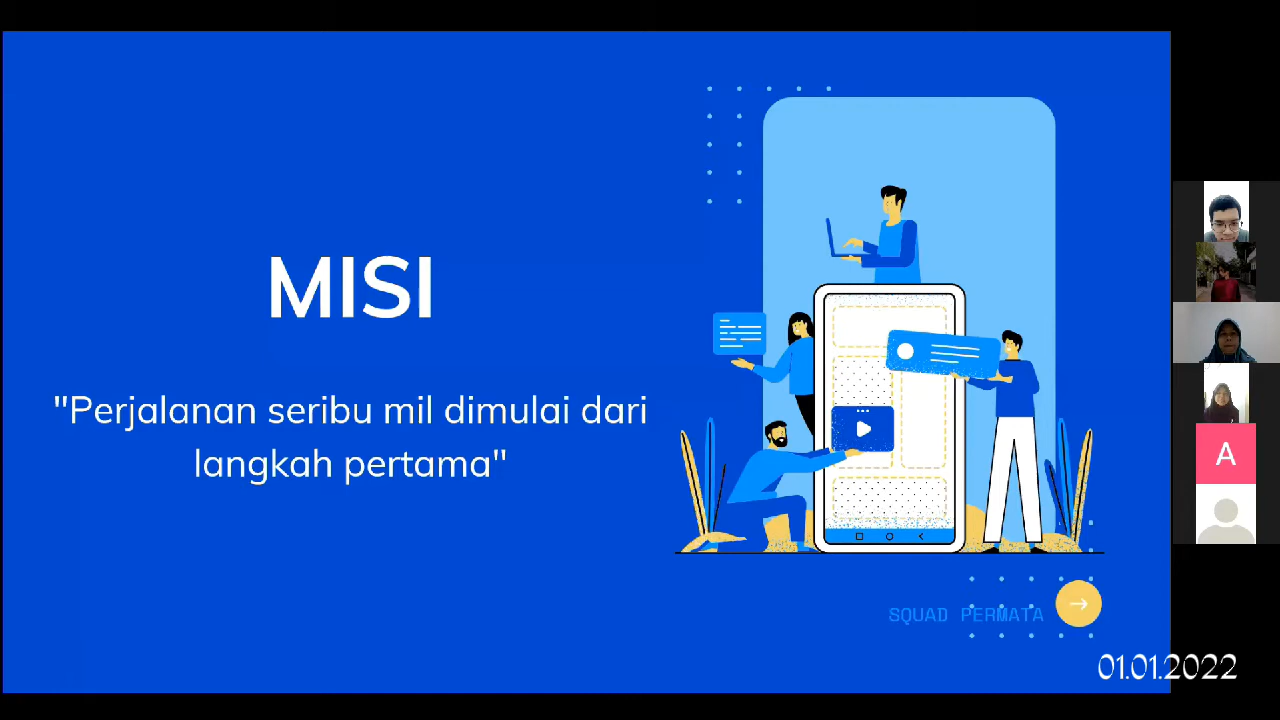 MISI
"Perjalanan seribu mil dimulai dari
langkah pertama"
A
SQUAD PERMATA
01.01.2022